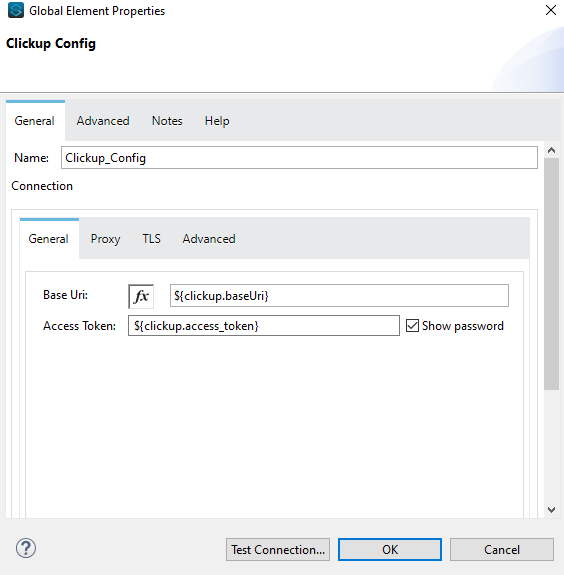 Global Element Properties
Clickup Config
General Advanced Notes Help
Name: Clickup_Config
Connection
General Proxy TLS Advanced
Base Uri: fx ${clickup.baseUri}
Access Token: ${clickup.access_token} Show password
? Test Connection... OK Cancel